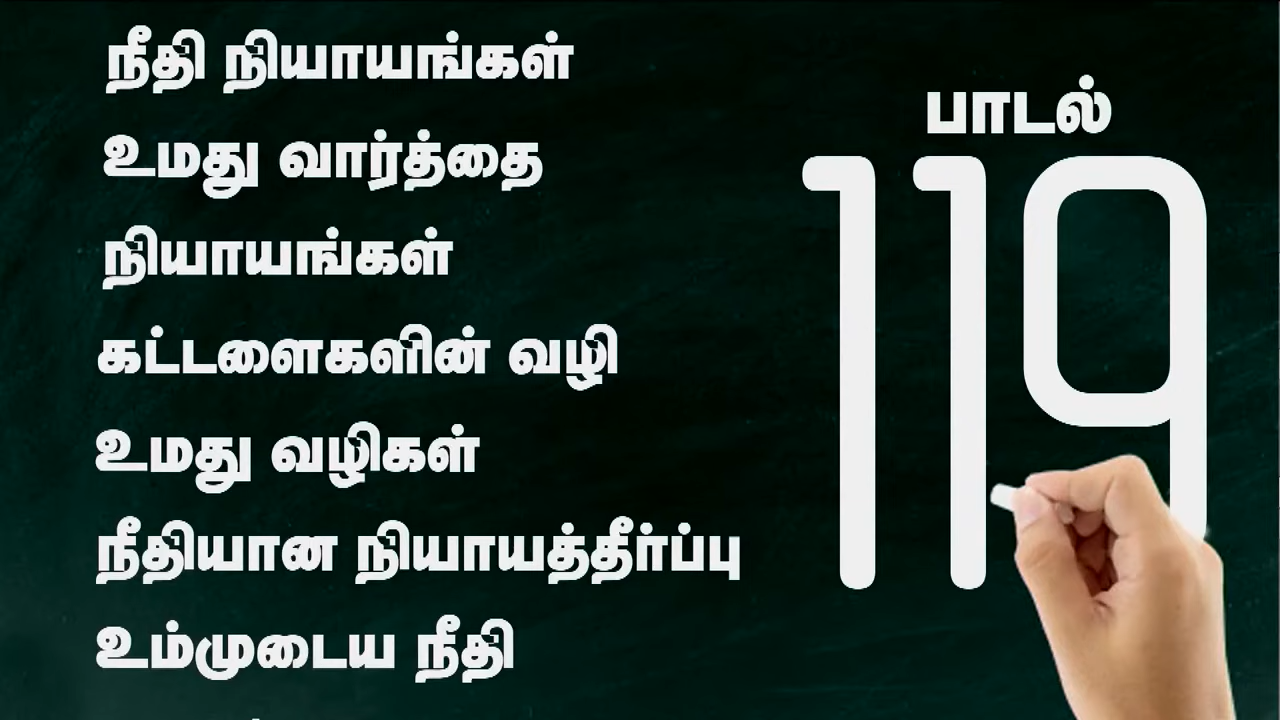 நீதி நியாயங்கள்
உமது வார்த்தை
நியாயங்கள்
கட்டளைகளின் வழி
உமது வழிகள்
நீதியான நியாயத்தீர்ப்பு
உம்முடைய நீதி
பாடல்
119